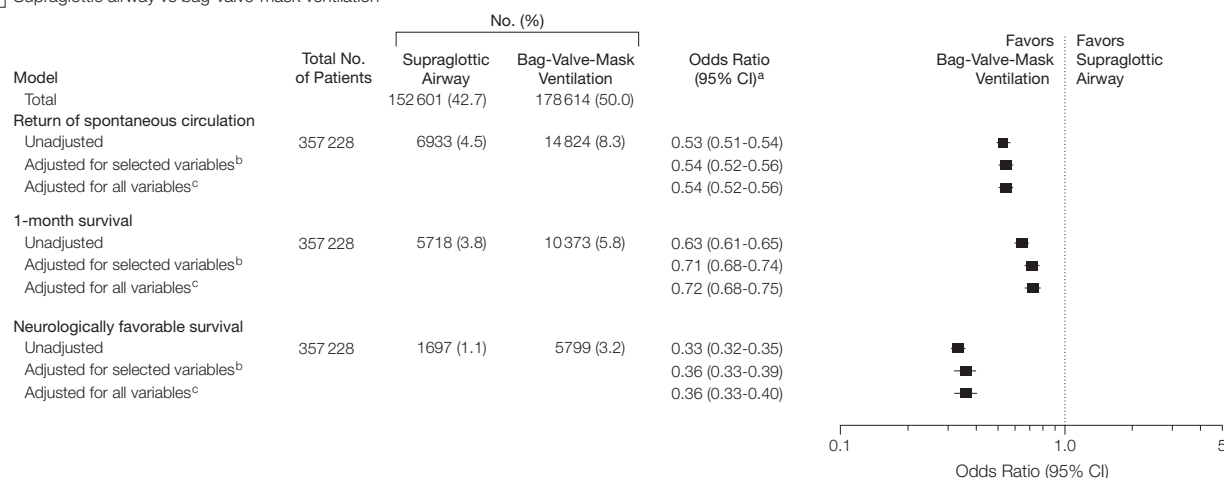 Supraglottic airway vs bag-valve-mask ventilation
No. (%)
Model
Total No. of Patients
Supraglottic Airway
Bag-Valve-Mask Ventilation
Odds Ratio (95% CI)a
Favors Bag-Valve-Mask Ventilation
Favors Supraglottic Airway
Total 152 601 (42.7) 178 614 (50.0)
Return of spontaneous circulation
Unadjusted 357 228 6933 (4.5) 14 824 (8.3) 0.53 (0.51-0.54)
Adjusted for selected variablesb 0.54 (0.52-0.56)
Adjusted for all variablesc 0.54 (0.52-0.56)
1-month survival
Unadjusted 357 228 5718 (3.8) 10 373 (5.8) 0.63 (0.61-0.65)
Adjusted for selected variablesb 0.71 (0.68-0.74)
Adjusted for all variablesc 0.72 (0.68-0.75)
Neurologically favorable survival
Unadjusted 357 228 1697 (1.1) 5799 (3.2) 0.33 (0.32-0.35)
Adjusted for selected variablesb 0.36 (0.33-0.39)
Adjusted for all variablesc 0.36 (0.33-0.40)
0.1 1.0 5
Odds Ratio (95% CI)